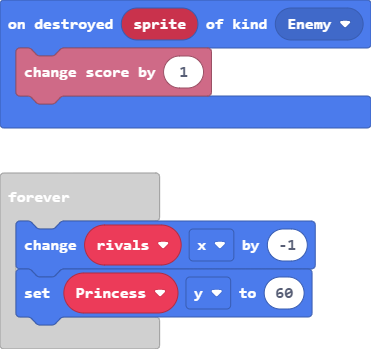 on destroyed sprite of kind Enemy
change score by 1
forever
change rivals x by -1
set Princess y to 60